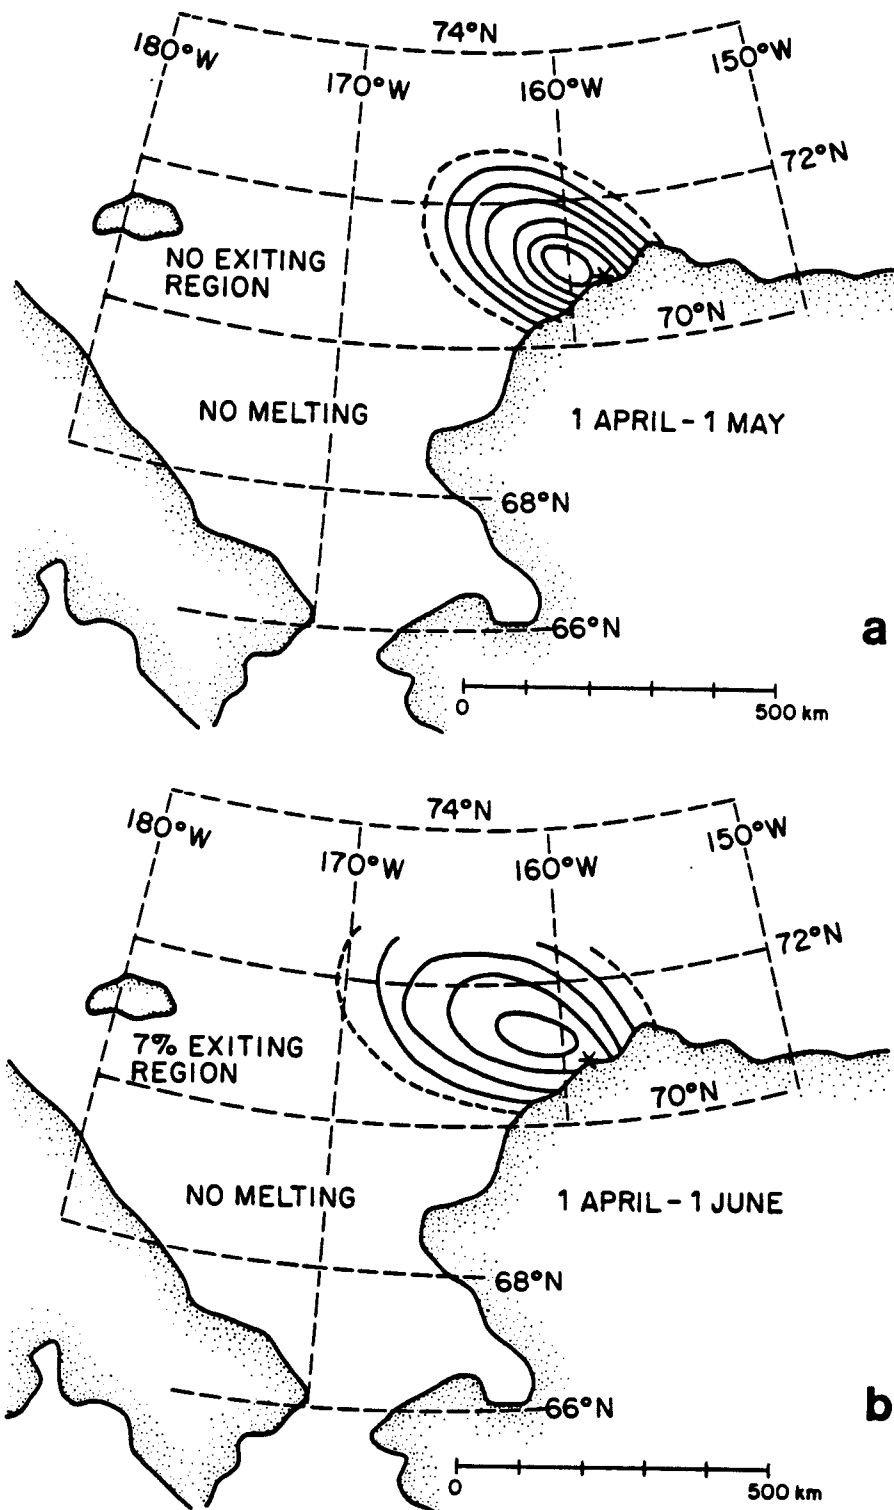 74°N
180°W
170°W
160°W
150°W
72°N
NO EXITING
REGION
70°N
NO MELTING
1 APRIL - 1 MAY
68°N
66°N
a
0
500 km
74°N
180°W
170°W
160°W
150°W
72°N
7% EXITING
REGION
70°N
NO MELTING
1 APRIL - 1 JUNE
68°N
66°N
b
0
500 km